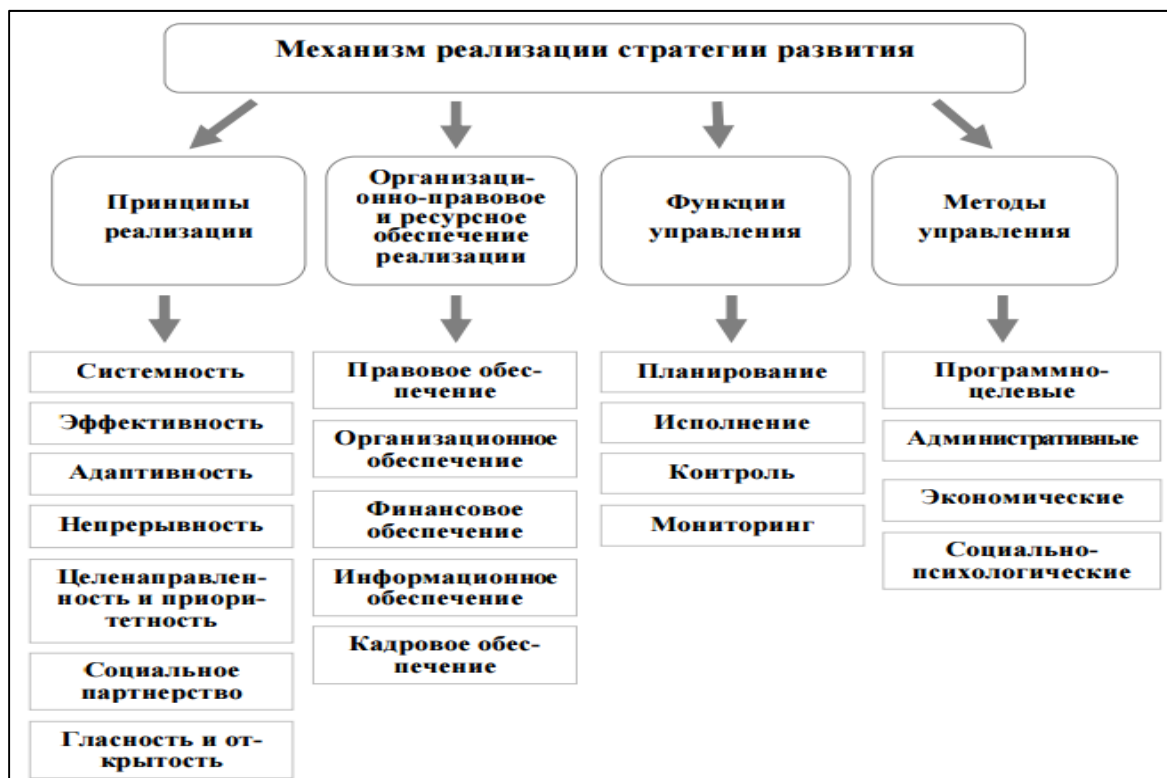 Механизм реализации стратегии развития
Принципы
реализации
Организаци-
онно-правовое
и ресурсное
обеспечение
реализации
Функции
управления
Методы
управления
Системность
Эффективность
Адаптивность
Непрерывность
Целенаправлен-
ность и приори-
тетность
Социальное
партнерство
Гласность и от-
крытость
Правовое обес-
печение
Организационное
обеспечение
Финансовое
обеспечение
Информационное
обеспечение
Кадровое обес-
печение
Планирование
Исполнение
Контроль
Мониторинг
Программно-
целевые
Административные
Экономические
Социально-
психологические